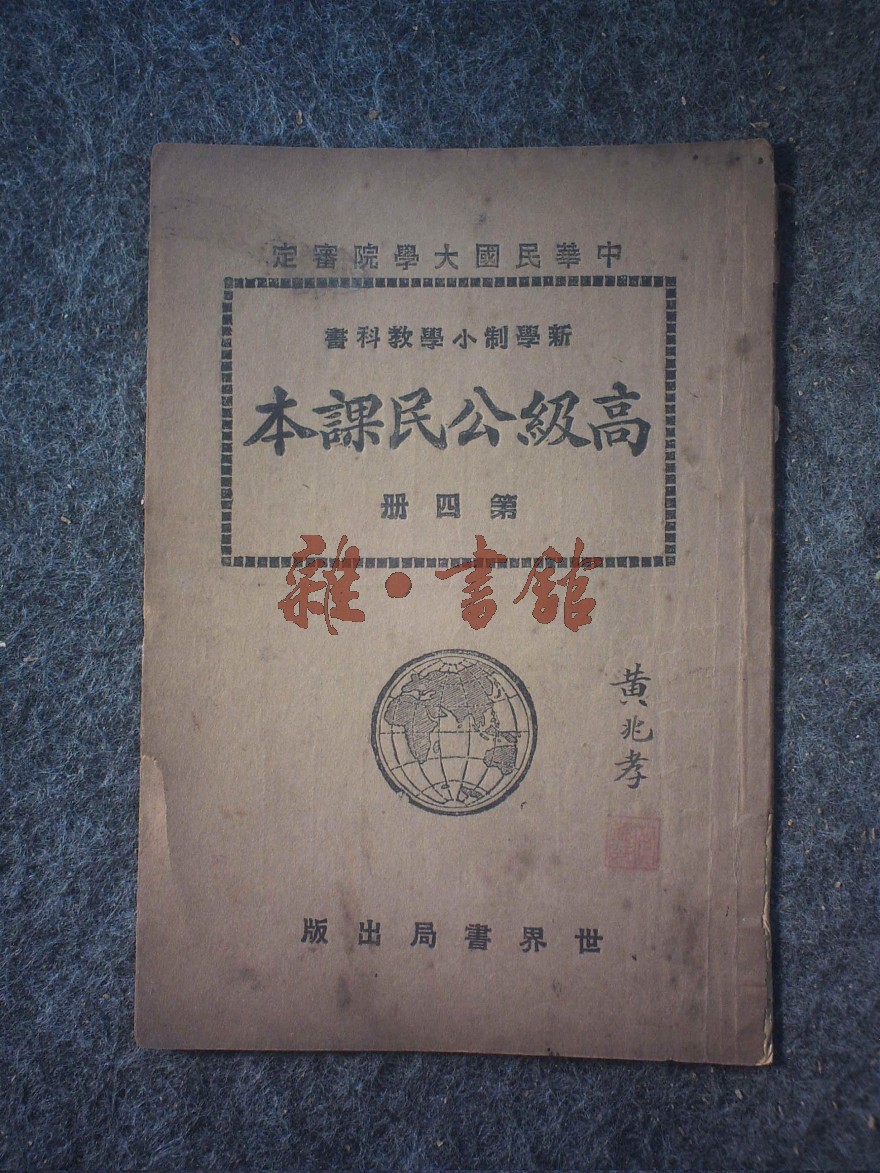 中華民國大學院審定
新學制小學教科書
高級公民課本
第四册
雜·書館
黃兆孝
世界書局出版